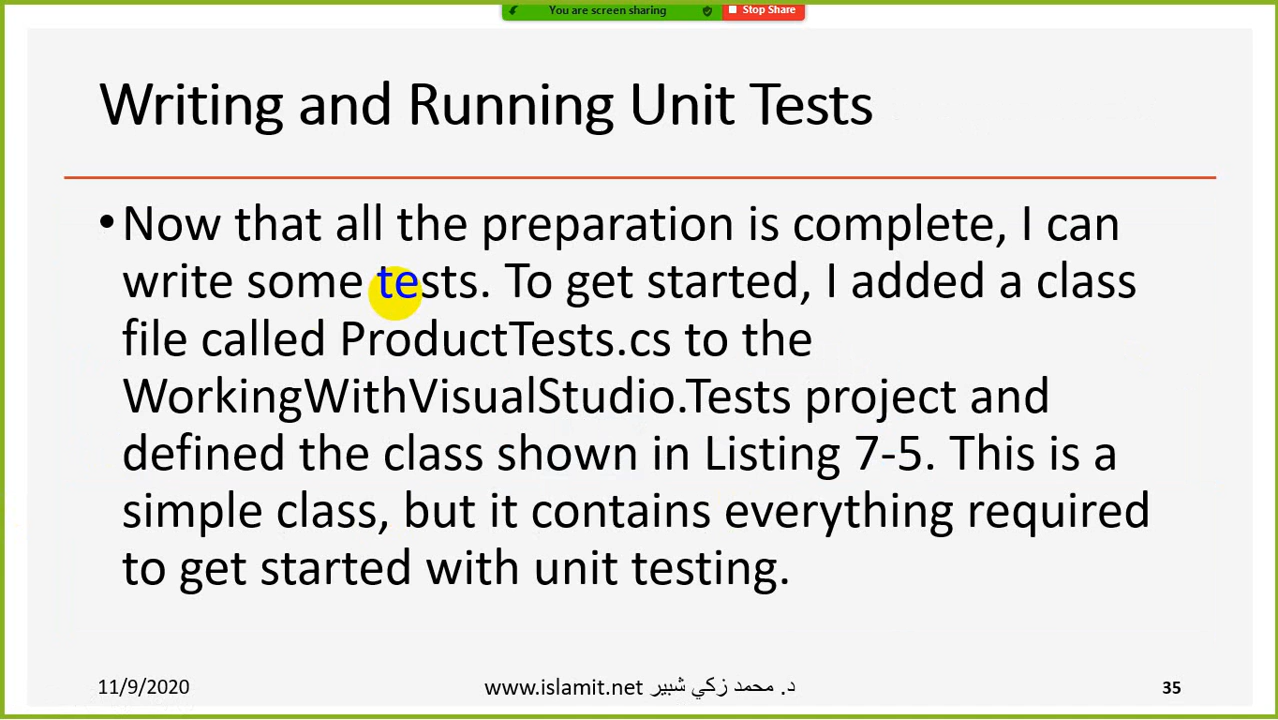 You are screen sharing Stop Share
Writing and Running Unit Tests
•Now that all the preparation is complete, I can
write some tests. To get started, I added a class
file called ProductTests.cs to the
WorkingWithVisualStudio.Tests project and
defined the class shown in Listing 7-5. This is a
simple class, but it contains everything required
to get started with unit testing.
11/9/2020 www.islamit.net د. محمد زكي شبير 35